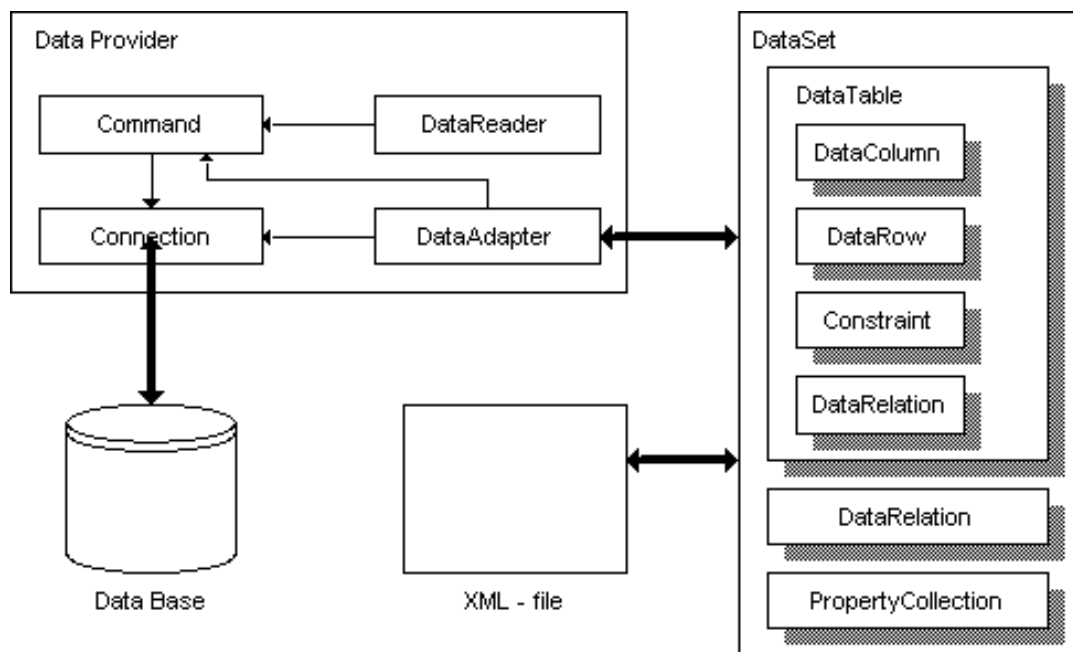 Data Provider
Command
DataReader
Connection
DataAdapter
Data Base
XML - file
DataSet
DataTable
DataColumn
DataRow
Constraint
DataRelation
DataRelation
PropertyCollection